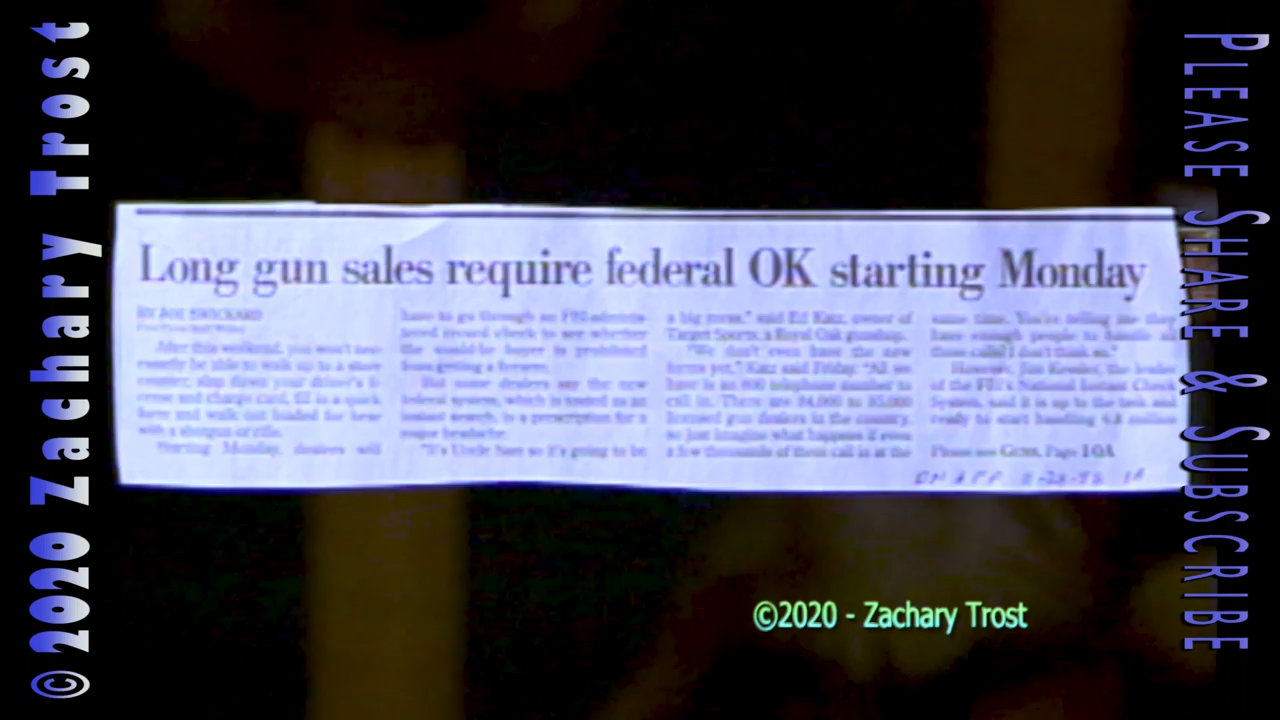 ©2020 Zachary Trost
Long gun sales require federal OK starting Monday
BY JOE SWICKARD
Free Press Staff Writer
After this weekend, you won't nec-
essarily be able to walk up to a store
counter, slap down your driver's li-
cense and charge card, fill in a quick
form and walk out loaded for bear
with a shotgun or rifle.
Starting Monday, dealers will
have to go through an FBI-adminis-
tered record check to see whether
the would-be buyer is prohibited
from getting a firearm.
But some dealers say the new
federal system, which is touted as an
instant search, is a prescription for a
major headache.
"It's Uncle Sam so it's going to be
a big mess," said Ed Katz, owner of
Target Sports, a Royal Oak gunshop.
"We don't even have the new
forms yet," Katz said Friday. "All we
have is an 800 telephone number to
call in. There are 84,000 to 85,000
licensed gun dealers in the country,
so just imagine what happens if even
a few thousands of them call in at the
same time. You're telling me they
have enough people to handle all
those calls? I don't think so."
However, Jim Kessler, the leader
of the FBI's National Instant Check
System, said it is up to the task and
ready to start handling 4.8 million
Please see GUNS, Page 10A
©2020 - Zachary Trost
PLEASE SHARE & SUBSCRIBE